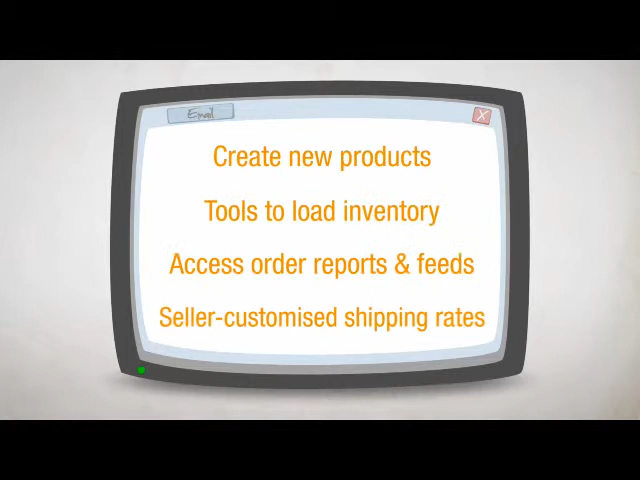 Email
X
Create new products
Tools to load inventory
Access order reports & feeds
Seller-customised shipping rates